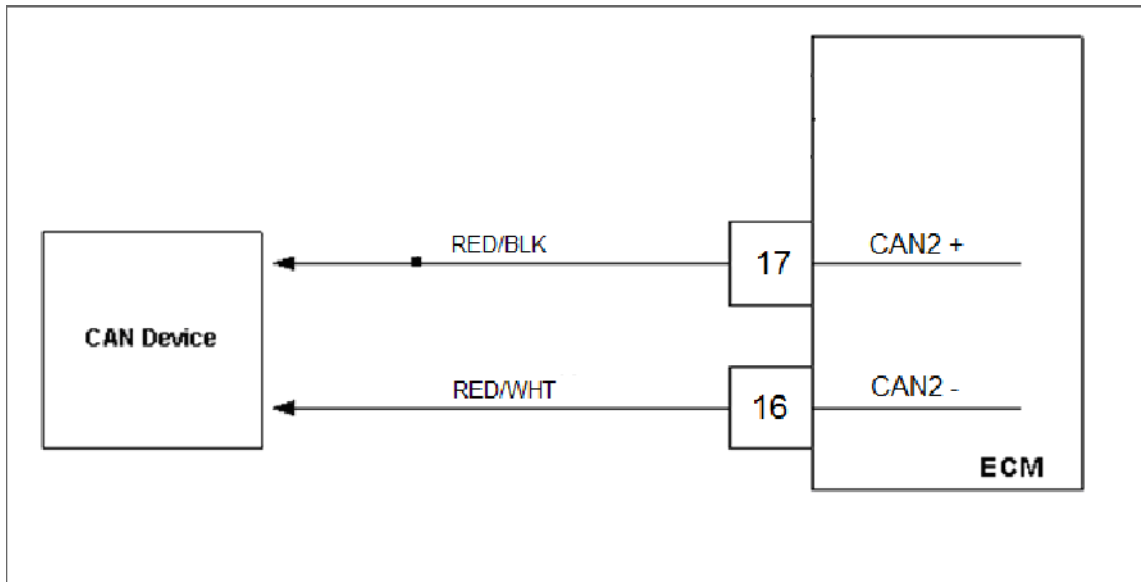 RED/BLK
17
CAN2 +
CAN Device
RED/WHT
16
CAN2 -
ECM